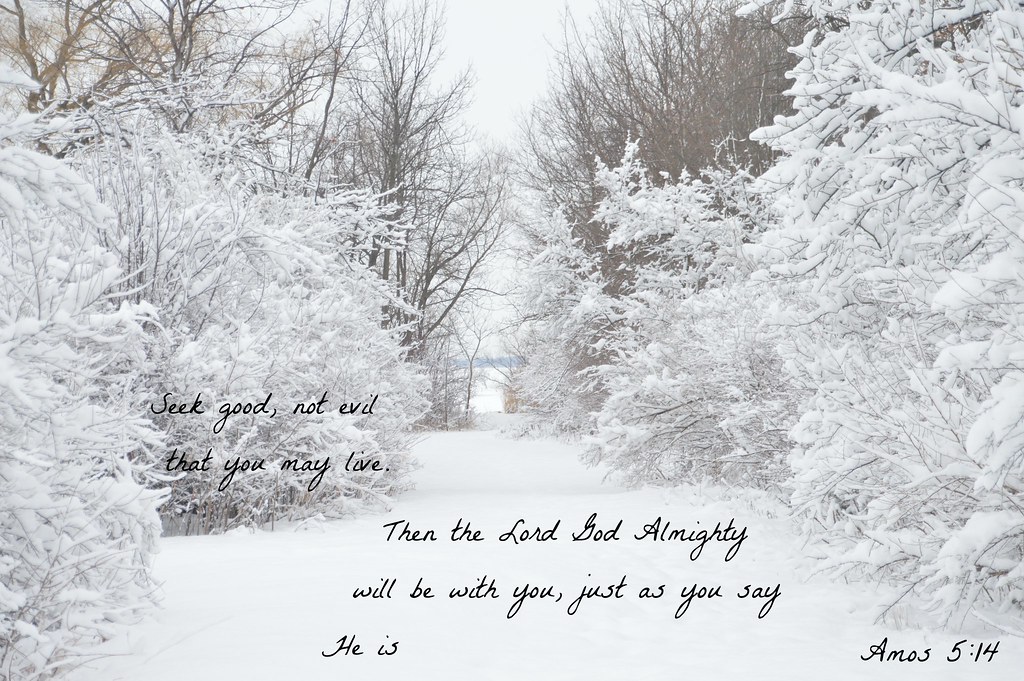 Seek good, not evil
that you may live.
Then the Lord God Almighty
will be with you, just as you say
He is
Amos 5:14